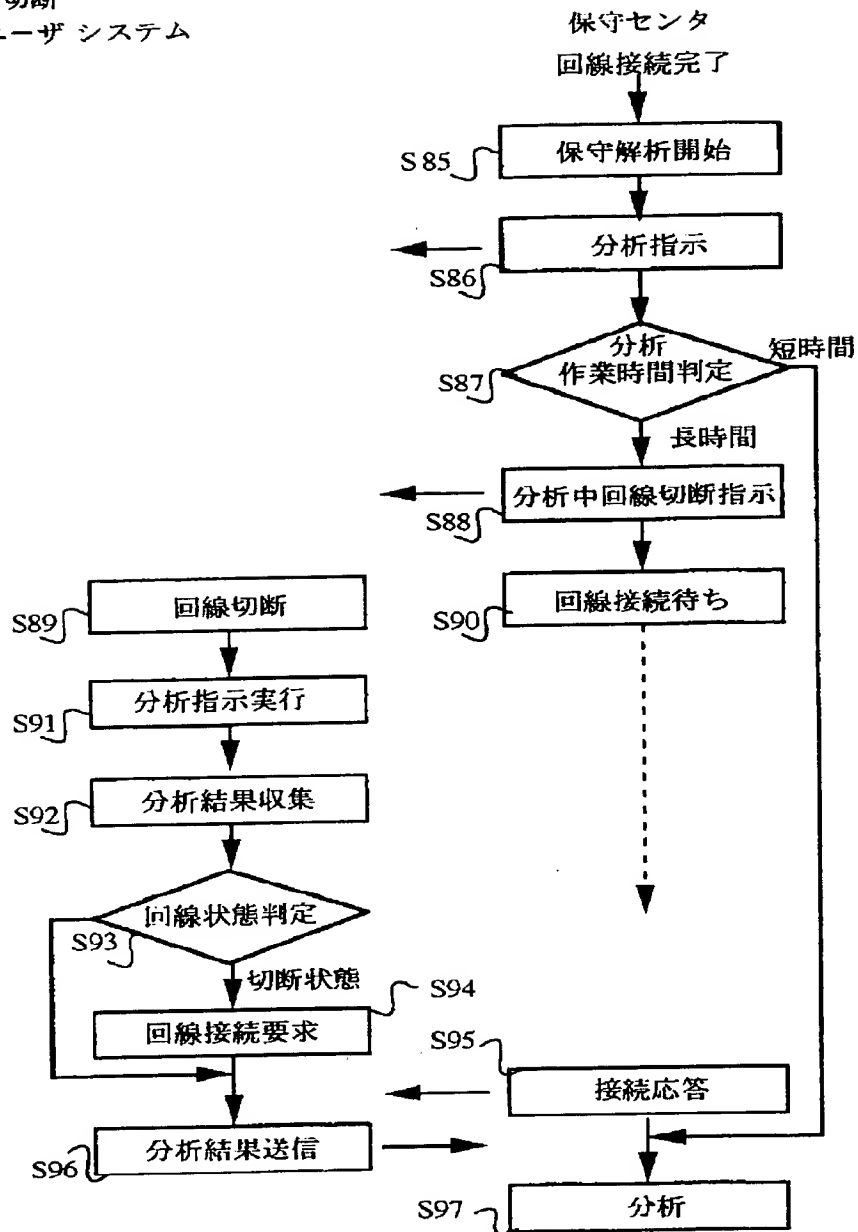 切断
ーザ システム
保守センタ
回線接続完了
S85
保守解析開始
分析指示
S86
分析
作業時間判定
短時間
S87
長時間
分析中回線切断指示
S88
回線切断
S89
回線接続待ち
S90
分析指示実行
S91
分析結果収集
S92
回線状態判定
S93
切断状態
S94
回線接続要求
S95
接続応答
分析結果送信
S96
分析
S97